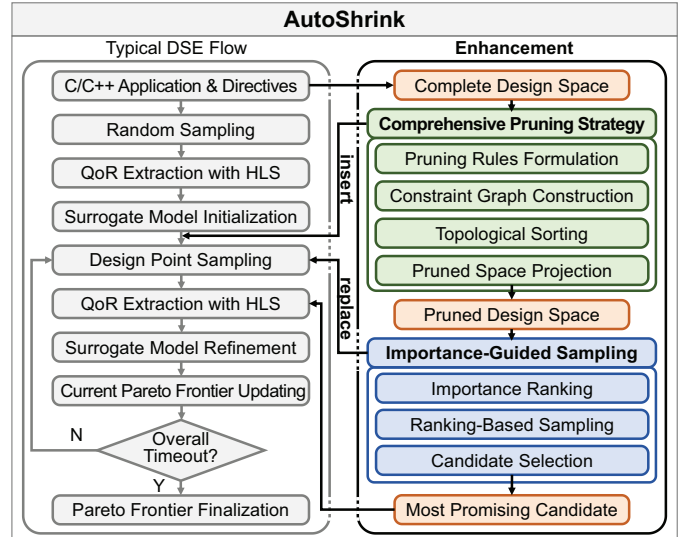 AutoShrink
Typical DSE Flow
C/C++ Application & Directives
Random Sampling
QoR Extraction with HLS
Surrogate Model Initialization
Design Point Sampling
QoR Extraction with HLS
Surrogate Model Refinement
Current Pareto Frontier Updating
N
Overall
Timeout?
Y
Pareto Frontier Finalization
insert
replace
Enhancement
Complete Design Space
Comprehensive Pruning Strategy
Pruning Rules Formulation
Constraint Graph Construction
Topological Sorting
Pruned Space Projection
Pruned Design Space
Importance-Guided Sampling
Importance Ranking
Ranking-Based Sampling
Candidate Selection
Most Promising Candidate